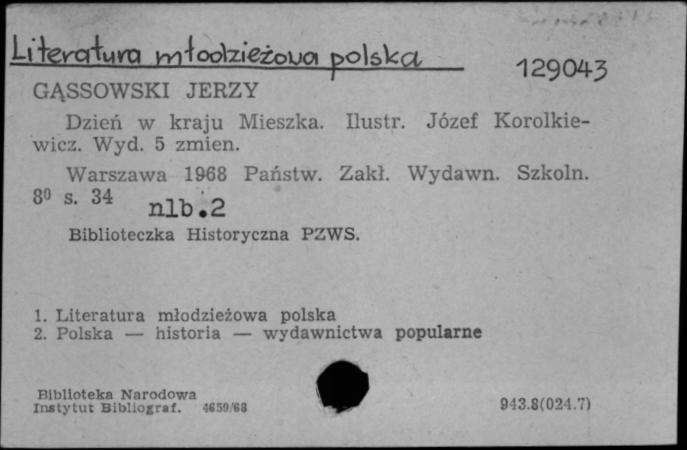 Literatura młodzieżowa polska
129043
GĄSSOWSKI JERZY
Dzień w kraju Mieszka. Ilustr. Józef Korolkie-
wicz. Wyd. 5 zmien.
Warszawa 1968 Państw. Zakł. Wydawn. Szkoln.
8⁰ s. 34 nlb.2
Biblioteczka Historyczna PZWS.
1. Literatura młodzieżowa polska
2. Polska — historia — wydawnictwa popularne
Biblioteka Narodowa
Instytut Bibliograf. 4659/68
943.8(024.7)